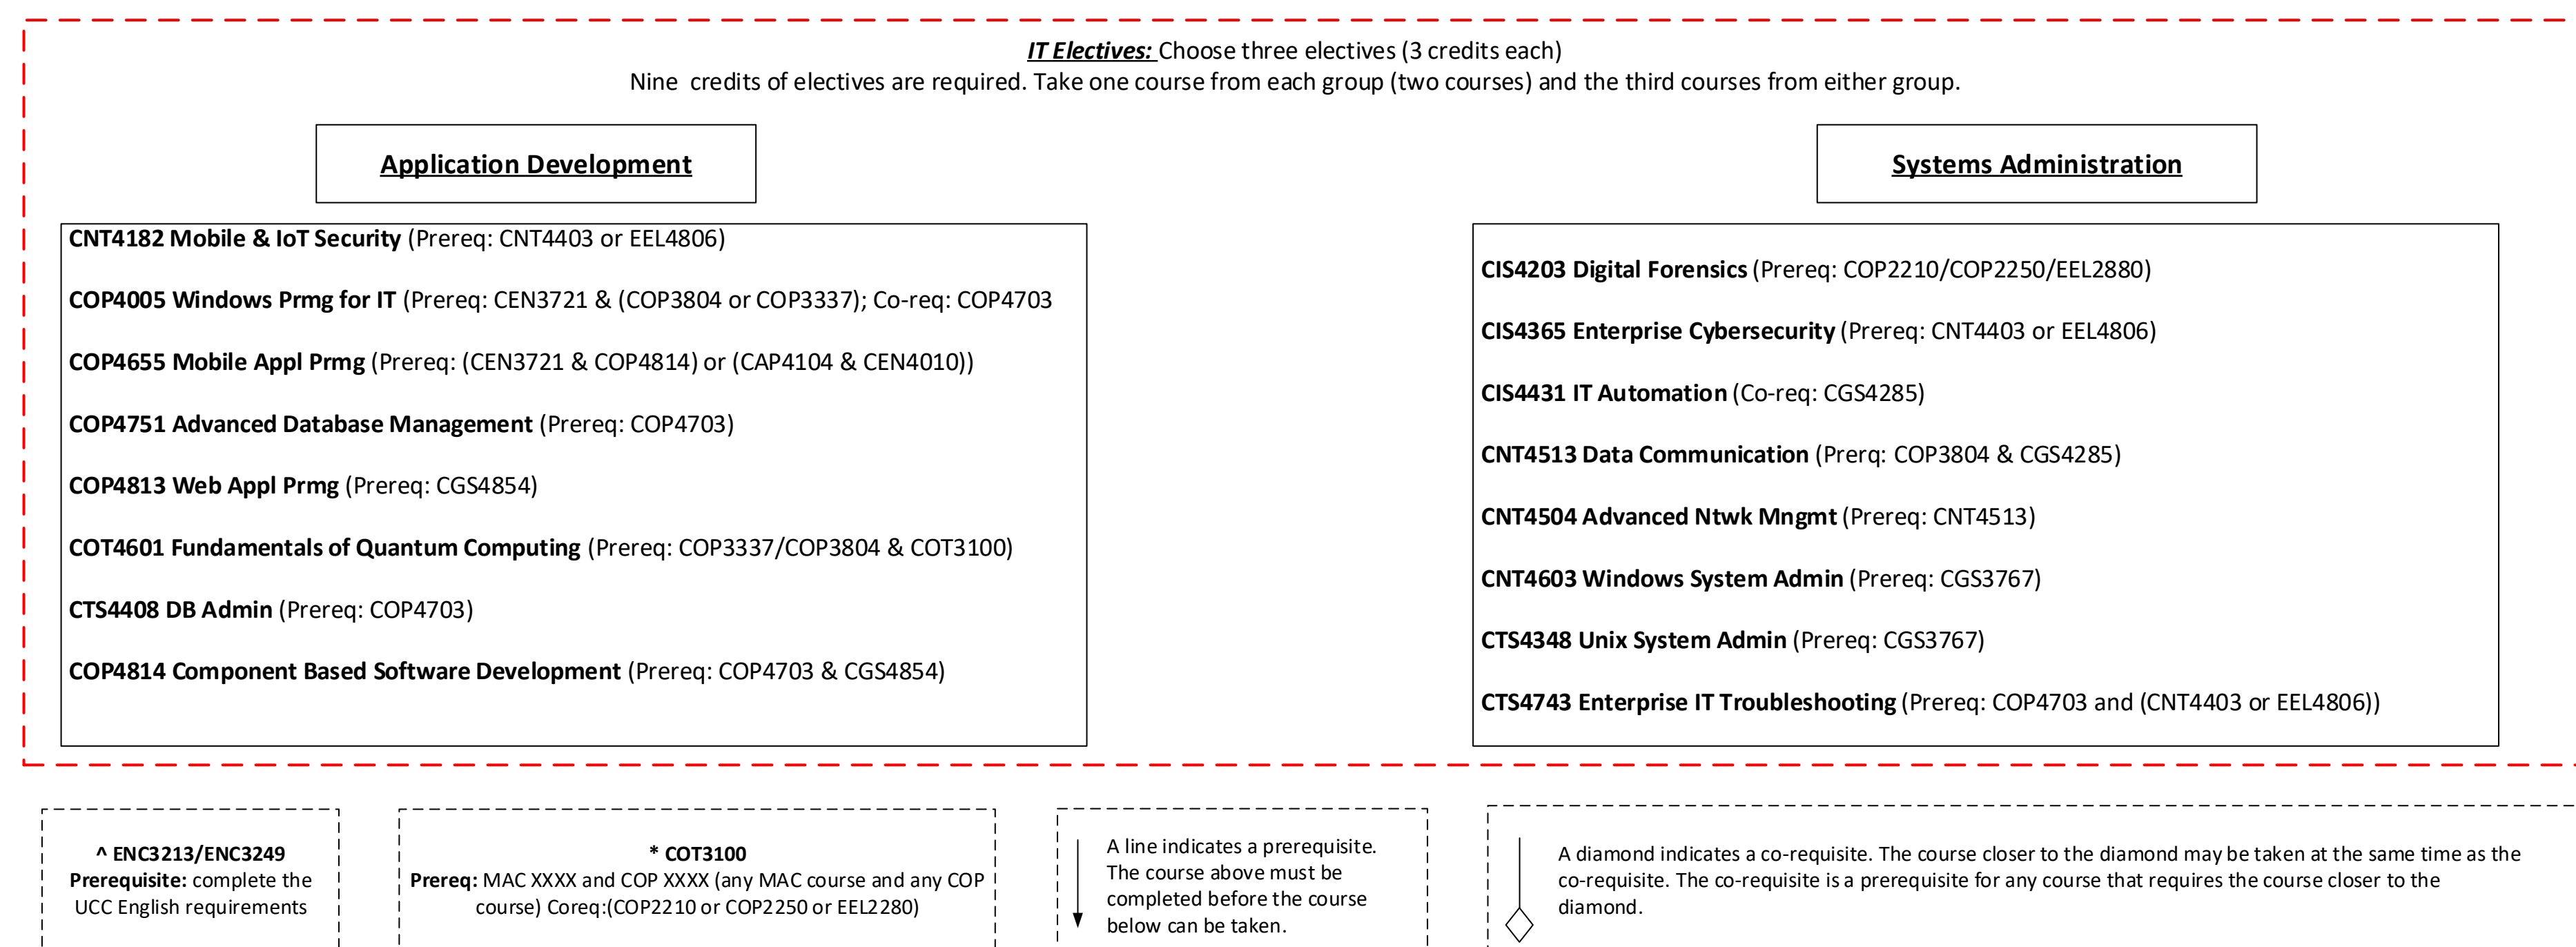 IT Electives: Choose three electives (3 credits each)
Nine credits of electives are required. Take one course from each group (two courses) and the third courses from either group.
Application Development
CNT4182 Mobile & IoT Security (Prereq: CNT4403 or EEL4806)
COP4005 Windows Prmg for IT (Prereq: CEN3721 & (COP3804 or COP3337); Co-req: COP4703
COP4655 Mobile Appl Prmg (Prereq: (CEN3721 & COP4814) or (CAP4104 & CEN4010))
COP4751 Advanced Database Management (Prereq: COP4703)
COP4813 Web Appl Prmg (Prereq: CGS4854)
COT4601 Fundamentals of Quantum Computing (Prereq: COP3337/COP3804 & COT3100)
CTS4408 DB Admin (Prereq: COP4703)
COP4814 Component Based Software Development (Prereq: COP4703 & CGS4854)
Systems Administration
CIS4203 Digital Forensics (Prereq: COP2210/COP2250/EEL2880)
CIS4365 Enterprise Cybersecurity (Prereq: CNT4403 or EEL4806)
CIS4431 IT Automation (Co-req: CGS4285)
CNT4513 Data Communication (Prerq: COP3804 & CGS4285)
CNT4504 Advanced Ntwk Mngmt (Prereq: CNT4513)
CNT4603 Windows System Admin (Prereq: CGS3767)
CTS4348 Unix System Admin (Prereq: CGS3767)
CTS4743 Enterprise IT Troubleshooting (Prereq: COP4703 and (CNT4403 or EEL4806))
^ ENC3213/ENC3249
Prerequisite: complete the
UCC English requirements
* COT3100
Prereq: MAC XXXX and COP XXXX (any MAC course and any COP
course) Coreq:(COP2210 or COP2250 or EEL2280)
A line indicates a prerequisite.
The course above must be
completed before the course
below can be taken.
A diamond indicates a co-requisite. The course closer to the diamond may be taken at the same time as the
co-requisite. The co-requisite is a prerequisite for any course that requires the course closer to the
diamond.